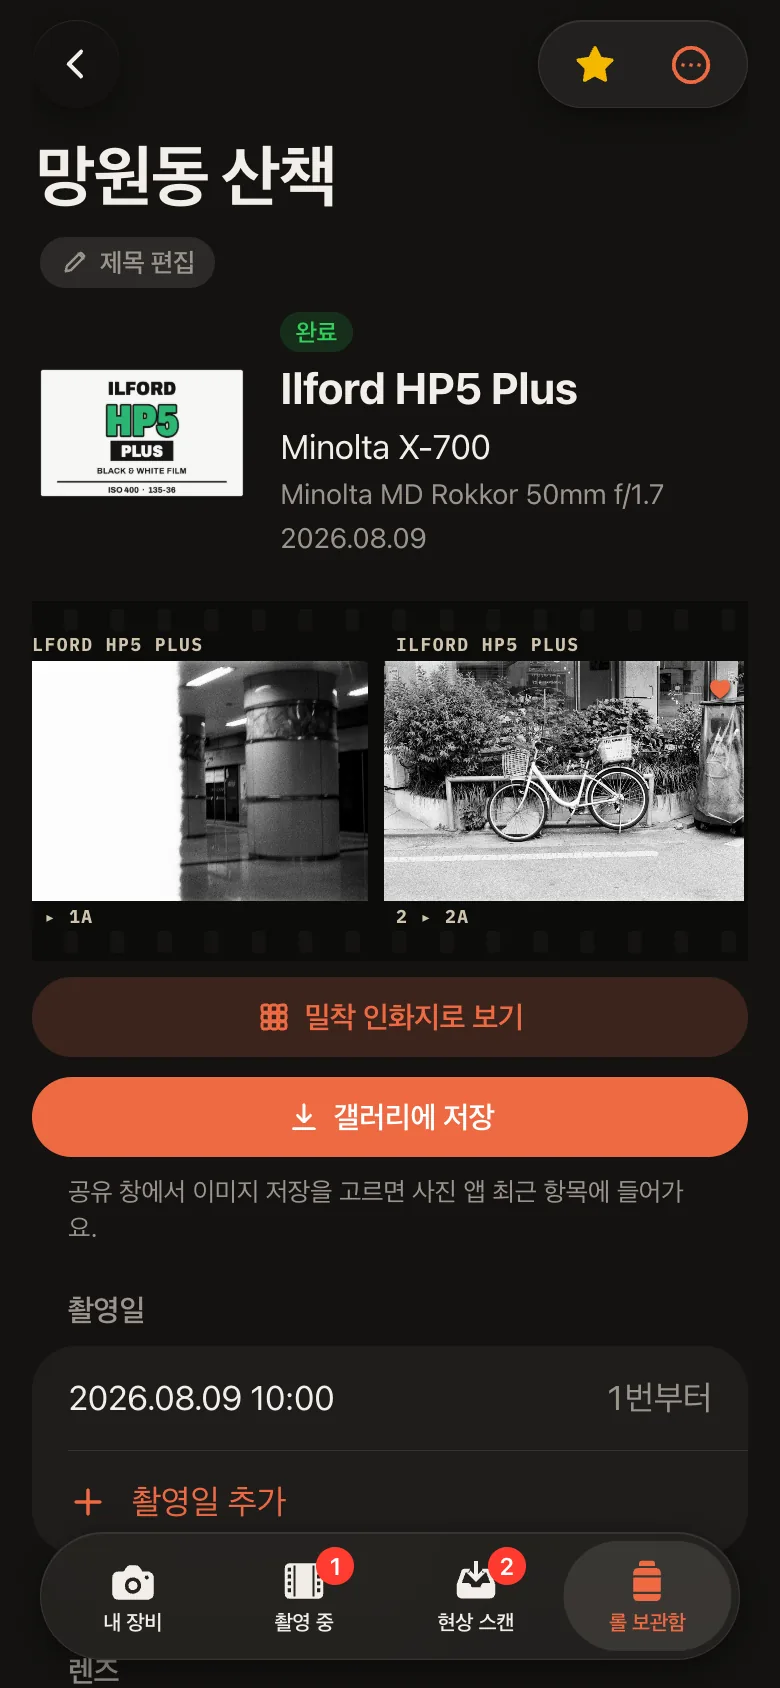 망원동 산책
제목 편집
완료
ILFORD
HP5
PLUS
BLACK & WHITE FILM
ISO 400 · 135-36
Ilford HP5 Plus
Minolta X-700
Minolta MD Rokkor 50mm f/1.7
2026.08.09
LFORD HP5 PLUS
ILFORD HP5 PLUS
▸ 1A
2 ▸ 2A
밀착 인화지로 보기
갤러리에 저장
공유 창에서 이미지 저장을 고르면 사진 앱 최근 항목에 들어가
요.
촬영일
2026.08.09 10:00
1번부터
촬영일 추가
1
2
내 장비
촬영 중
현상 스캔
롤 보관함
렌즈